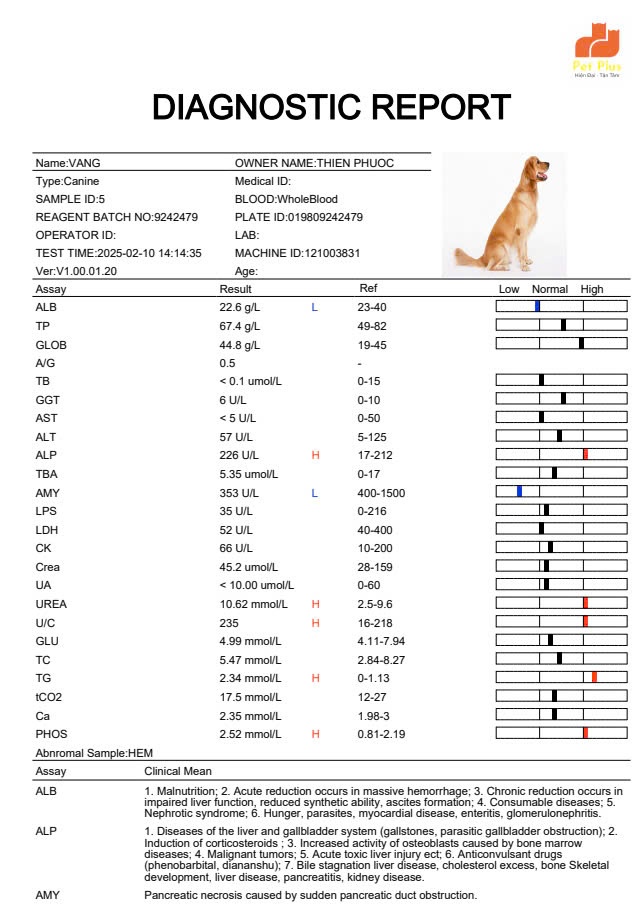 Pet Plus
Hiện Đại - Tận Tâm
DIAGNOSTIC REPORT
Name:VANG OWNER NAME:THIEN PHUOC
Type:Canine Medical ID:
SAMPLE ID:5 BLOOD:WholeBlood
REAGENT BATCH NO:9242479 PLATE ID:019809242479
OPERATOR ID: LAB:
TEST TIME:2025-02-10 14:14:35 MACHINE ID:121003831
Ver:V1.00.01.20 Age:
Assay Result Ref Low Normal High
ALB 22.6 g/L L 23-40
TP 67.4 g/L 49-82
GLOB 44.8 g/L 19-45
A/G 0.5 -
TB < 0.1 umol/L 0-15
GGT 6 U/L 0-10
AST < 5 U/L 0-50
ALT 57 U/L 5-125
ALP 226 U/L H 17-212
TBA 5.35 umol/L 0-17
AMY 353 U/L L 400-1500
LPS 35 U/L 0-216
LDH 52 U/L 40-400
CK 66 U/L 10-200
Crea 45.2 umol/L 28-159
UA < 10.00 umol/L 0-60
UREA 10.62 mmol/L H 2.5-9.6
U/C 235 H 16-218
GLU 4.99 mmol/L 4.11-7.94
TC 5.47 mmol/L 2.84-8.27
TG 2.34 mmol/L H 0-1.13
tCO2 17.5 mmol/L 12-27
Ca 2.35 mmol/L 1.98-3
PHOS 2.52 mmol/L H 0.81-2.19
Abnromal Sample:HEM
Assay Clinical Mean
ALB 1. Malnutrition; 2. Acute reduction occurs in massive hemorrhage; 3. Chronic reduction occurs in
impaired liver function, reduced synthetic ability, ascites formation; 4. Consumable diseases; 5.
Nephrotic syndrome; 6. Hunger, parasites, myocardial disease, enteritis, glomerulonephritis.
ALP 1. Diseases of the liver and gallbladder system (gallstones, parasitic gallbladder obstruction); 2.
Induction of corticosteroids ; 3. Increased activity of osteoblasts caused by bone marrow
diseases; 4. Malignant tumors; 5. Acute toxic liver injury ect; 6. Anticonvulsant drugs
(phenobarbital, diananshu); 7. Bile stagnation liver disease, cholesterol excess, bone Skeletal
development, liver disease, pancreatitis, kidney disease.
AMY Pancreatic necrosis caused by sudden pancreatic duct obstruction.